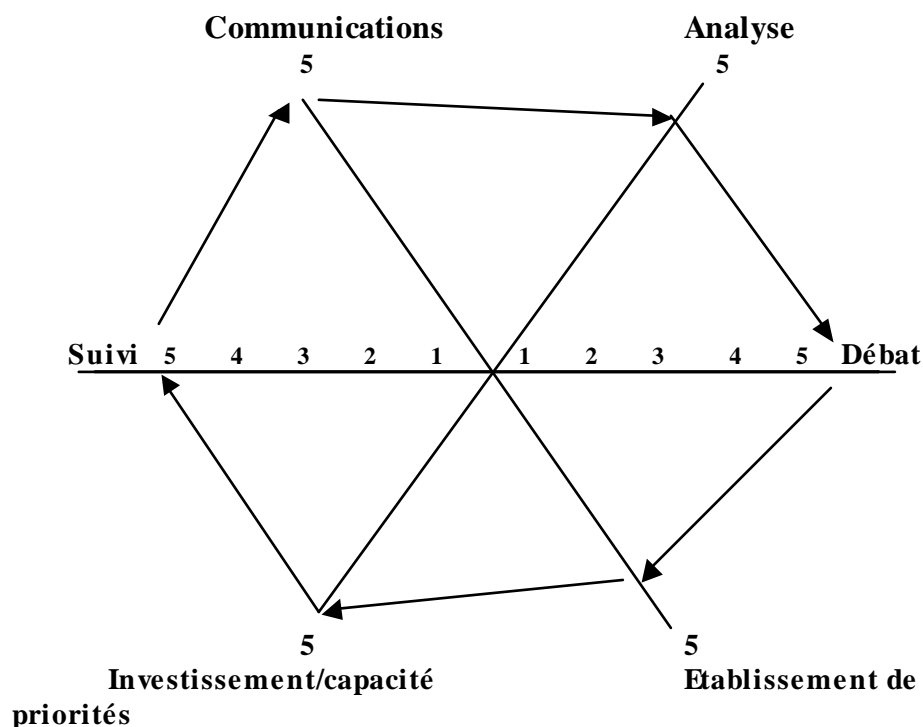 Communications Analyse
5 5
Suivi 5 4 3 2 1 1 2 3 4 5 Débat
5 5
Investissement/capacité Etablissement de
priorités